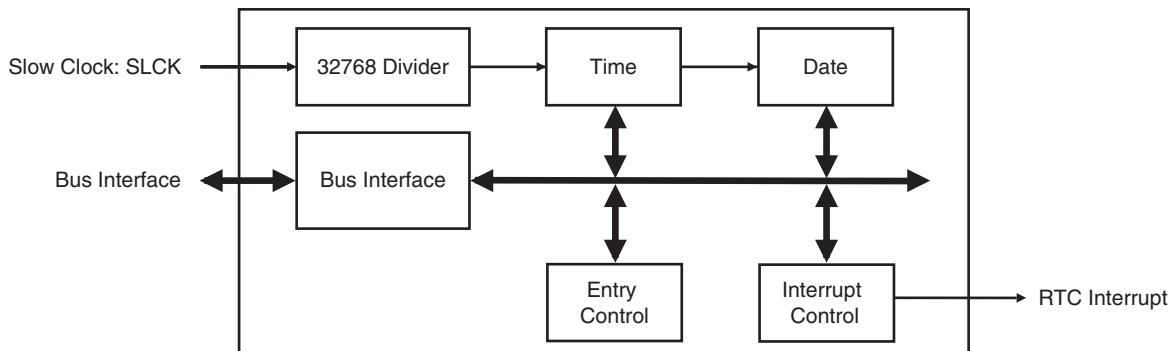 Slow Clock: SLCK
32768 Divider
Time
Date
Bus Interface
Bus Interface
Entry
Control
Interrupt
Control
RTC Interrupt